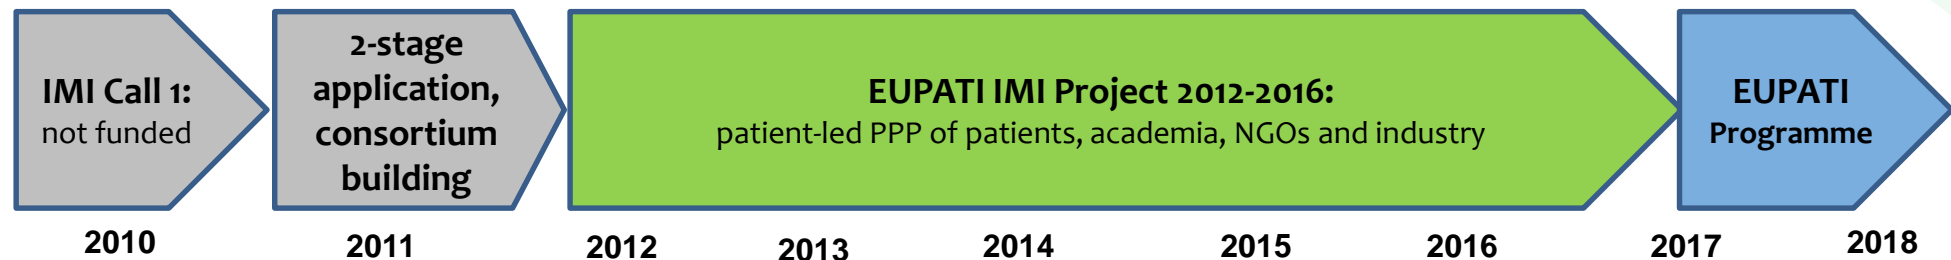 IMI Call 1:
not funded
2-stage
application,
consortium
building
EUPATI IMI Project 2012-2016:
patient-led PPP of patients, academia, NGOs and industry
EUPATI
Programme
2010
2011
2012
2013
2014
2015
2016
2017
2018